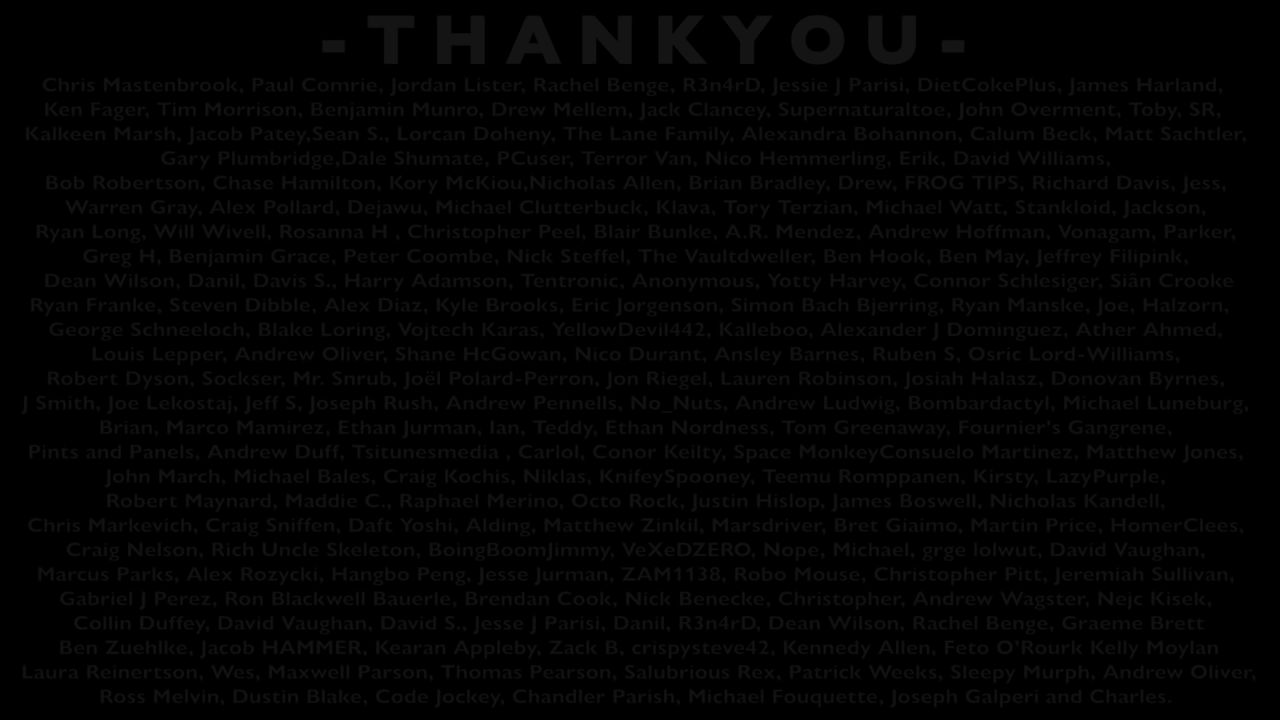 - T H A N K Y O U -
Chris Mastenbrook, Paul Comrie, Jordan Lister, Rachel Benge, R3n4rD, Jessie J Parisi, DietCokePlus, James Harland,
Ken Fager, Tim Morrison, Benjamin Munro, Drew Mellem, Jack Clancey, Supernaturaltoe, John Overment, Toby, SR,
Kalkeen Marsh, Jacob Patey,Sean S., Lorcan Doheny, The Lane Family, Alexandra Bohannon, Calum Beck, Matt Sachtler,
Gary Plumbridge,Dale Shumate, PCuser, Terror Van, Nico Hemmerling, Erik, David Williams,
Bob Robertson, Chase Hamilton, Kory McKiou,Nicholas Allen, Brian Bradley, Drew, FROG TIPS, Richard Davis, Jess,
Warren Gray, Alex Pollard, Dejawu, Michael Clutterbuck, Klava, Tory Terzian, Michael Watt, Stankloid, Jackson,
Ryan Long, Will Wivell, Rosanna H , Christopher Peel, Blair Bunke, A.R. Mendez, Andrew Hoffman, Vonagam, Parker,
Greg H, Benjamin Grace, Peter Coombe, Nick Steffel, The Vaultdweller, Ben Hook, Ben May, Jeffrey Filipink,
Dean Wilson, Danil, Davis S., Harry Adamson, Tentronic, Anonymous, Yotty Harvey, Connor Schlesiger, Siân Crooke
Ryan Franke, Steven Dibble, Alex Diaz, Kyle Brooks, Eric Jorgenson, Simon Bach Bjerring, Ryan Manske, Joe, Halzorn,
George Schneeloch, Blake Loring, Vojtech Karas, YellowDevil442, Kalleboo, Alexander J Dominguez, Ather Ahmed,
Louis Lepper, Andrew Oliver, Shane HcGowan, Nico Durant, Ansley Barnes, Ruben S, Osric Lord-Williams,
Robert Dyson, Sockser, Mr. Snrub, Joël Polard-Perron, Jon Riegel, Lauren Robinson, Josiah Halasz, Donovan Byrnes,
J Smith, Joe Lekostaj, Jeff S, Joseph Rush, Andrew Pennells, No_Nuts, Andrew Ludwig, Bombardactyl, Michael Luneburg,
Brian, Marco Mamirez, Ethan Jurman, Ian, Teddy, Ethan Nordness, Tom Greenaway, Fournier's Gangrene,
Pints and Panels, Andrew Duff, Tsitunesmedia , Carlol, Conor Keilty, Space MonkeyConsuelo Martinez, Matthew Jones,
John March, Michael Bales, Craig Kochis, Niklas, KnifeySpooney, Teemu Romppanen, Kirsty, LazyPurple,
Robert Maynard, Maddie C., Raphael Merino, Octo Rock, Justin Hislop, James Boswell, Nicholas Kandell,
Chris Markevich, Craig Sniffen, Daft Yoshi, Alding, Matthew Zinkil, Marsdriver, Bret Giaimo, Martin Price, HomerClees,
Craig Nelson, Rich Uncle Skeleton, BoingBoomJimmy, VeXeDZERO, Nope, Michael, grge lolwut, David Vaughan,
Marcus Parks, Alex Rozycki, Hangbo Peng, Jesse Jurman, ZAM1138, Robo Mouse, Christopher Pitt, Jeremiah Sullivan,
Gabriel J Perez, Ron Blackwell Bauerle, Brendan Cook, Nick Benecke, Christopher, Andrew Wagster, Nejc Kisek,
Collin Duffey, David Vaughan, David S., Jesse J Parisi, Danil, R3n4rD, Dean Wilson, Rachel Benge, Graeme Brett
Ben Zuehlke, Jacob HAMMER, Kearan Appleby, Zack B, crispysteve42, Kennedy Allen, Feto O'Rourk Kelly Moylan
Laura Reinertson, Wes, Maxwell Parson, Thomas Pearson, Salubrious Rex, Patrick Weeks, Sleepy Murph, Andrew Oliver,
Ross Melvin, Dustin Blake, Code Jockey, Chandler Parish, Michael Fouquette, Joseph Galperi and Charles.